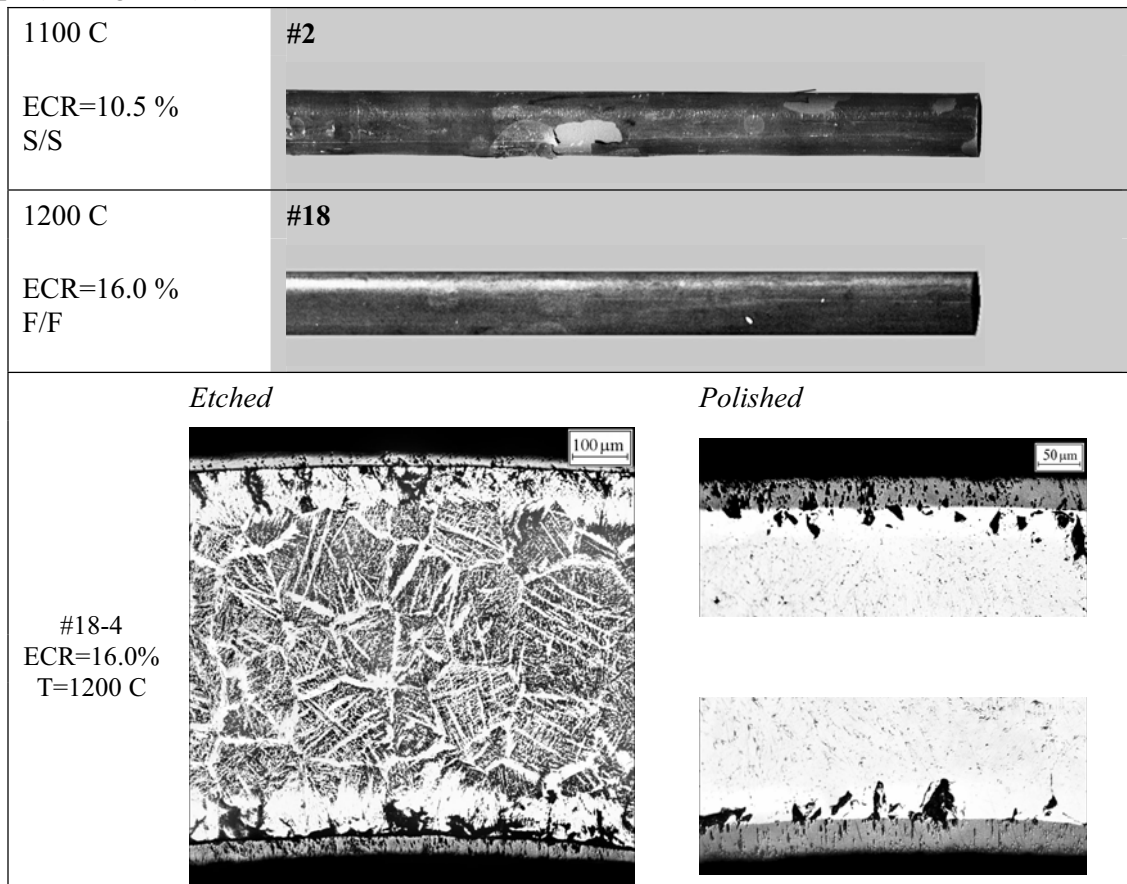 1100 C
#2
ECR=10.5 %
S/S
1200 C
#18
ECR=16.0 %
F/F
Etched
Polished
100 µm
50 µm
#18-4
ECR=16.0%
T=1200 C